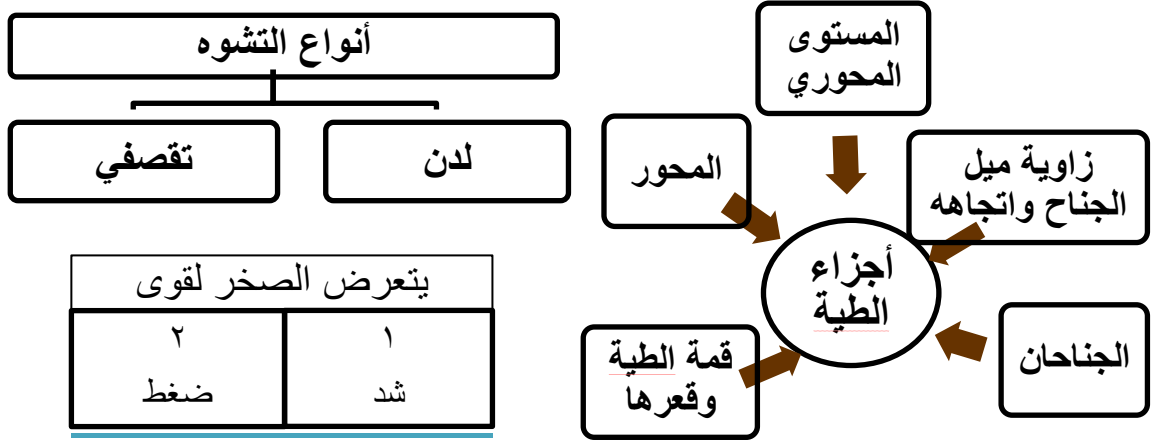 أنواع التشوه
لدن
تقصفي
يتعرض الصخر لقوى
١
٢
شد
ضغط
المستوى
المحوري
زاوية ميل
الجناح واتجاهه
المحور
أجزاء
الطية
الجناحان
قمة الطية
وقعرها